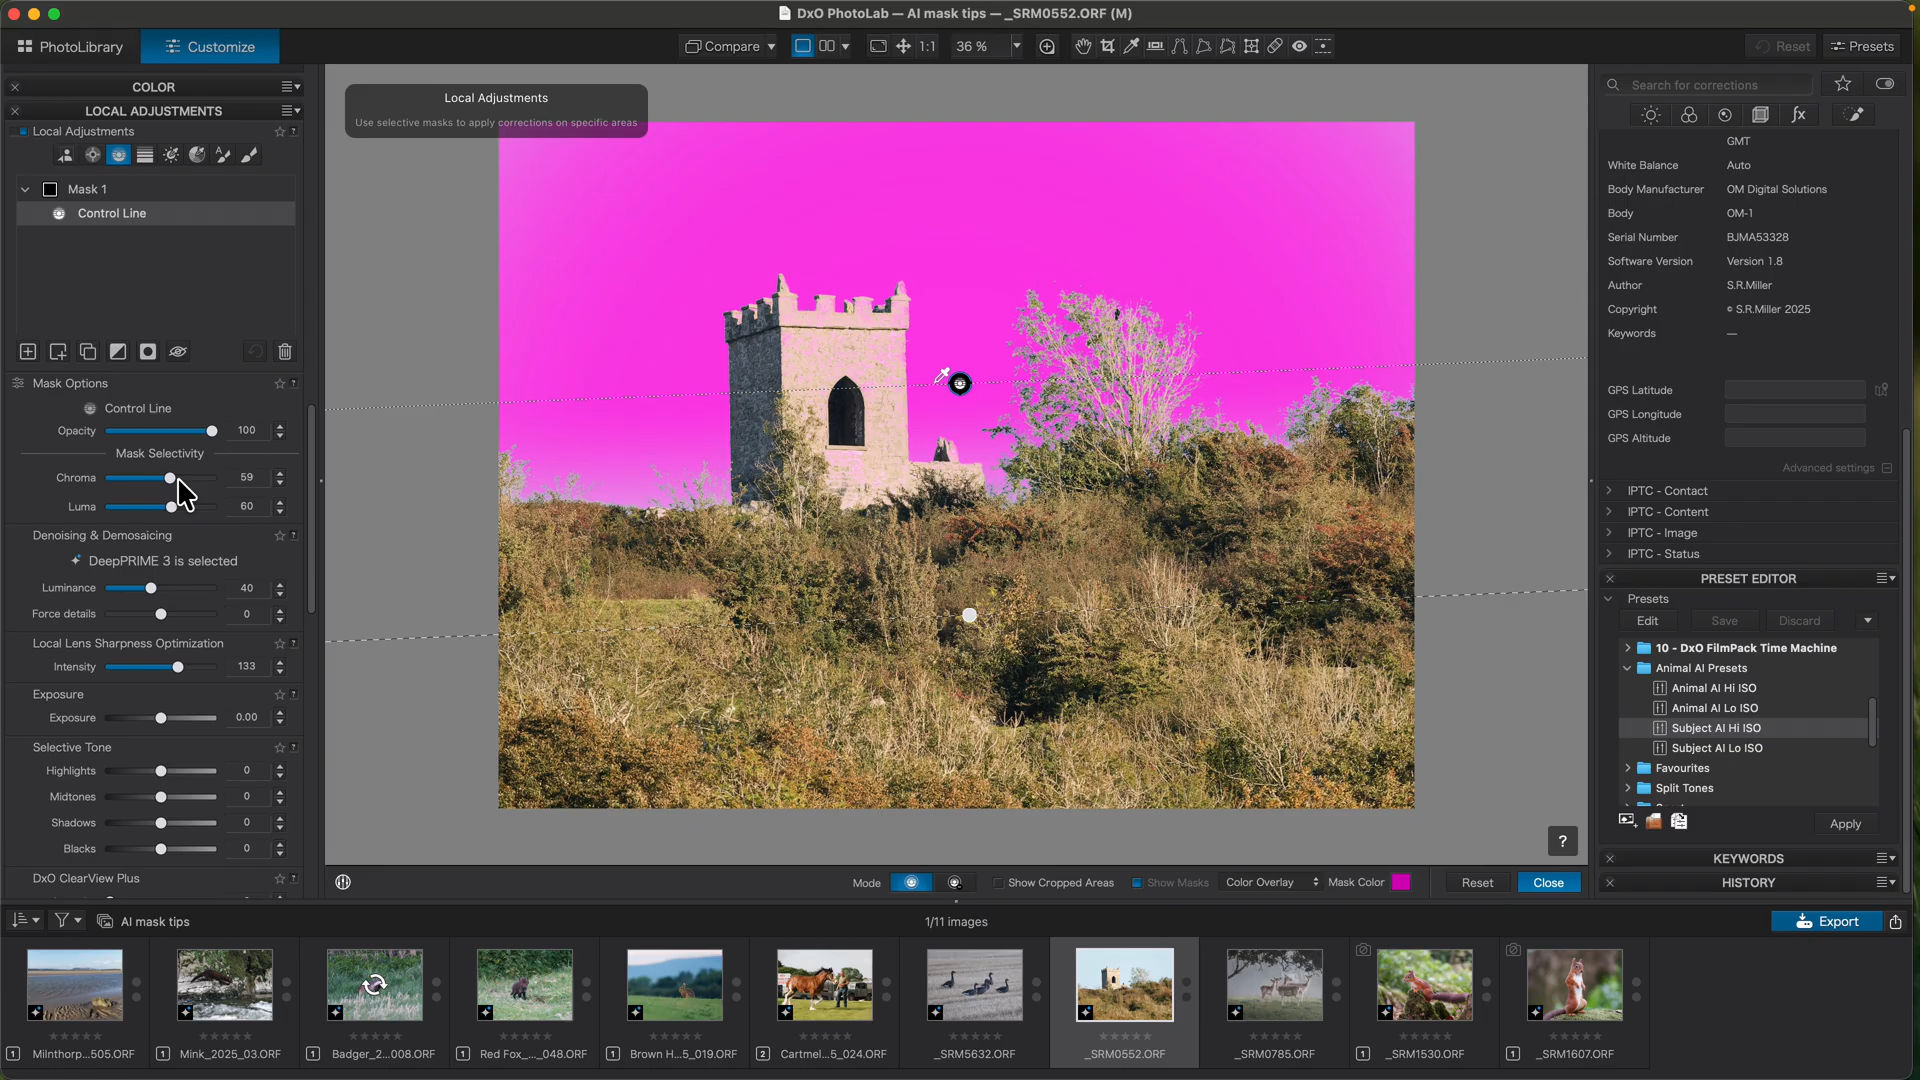 DxO PhotoLab — AI mask tips — _SRM0552.ORF (M)
PhotoLibrary
Customize
Compare
1:1
36 %
Reset
Presets
COLOR
LOCAL ADJUSTMENTS
Local Adjustments
Mask 1
Control Line
Mask Options
Control Line
Opacity 100
Mask Selectivity
Chroma 59
Luma 60
Denoising & Demosaicing
DeepPRIME 3 is selected
Luminance 40
Force details 0
Local Lens Sharpness Optimization
Intensity 133
Exposure
Exposure 0.00
Selective Tone
Highlights 0
Midtones 0
Shadows 0
Blacks 0
DxO ClearView Plus
Local Adjustments
Use selective masks to apply corrections on specific areas
?
Mode
Show Cropped Areas
Show Masks
Color Overlay
Mask Color
Reset
Close
Search for corrections
fx
GMT
White Balance Auto
Body Manufacturer OM Digital Solutions
Body OM-1
Serial Number BJMA53328
Software Version Version 1.8
Author S.R.Miller
Copyright © S.R.Miller 2025
Keywords —
GPS Latitude
GPS Longitude
GPS Altitude
Advanced settings
IPTC - Contact
IPTC - Content
IPTC - Image
IPTC - Status
PRESET EDITOR
Presets
Edit Save Discard
10 - DxO FilmPack Time Machine
Animal AI Presets
Animal AI Hi ISO
Animal AI Lo ISO
Subject AI Hi ISO
Subject AI Lo ISO
Favourites
Split Tones
Apply
KEYWORDS
HISTORY
AI mask tips
1/11 images
Export
1 Milnthorp...505.ORF
1 Mink_2025_03.ORF
1 Badger_2...008.ORF
1 Red Fox_..._048.ORF
1 Brown H...5_019.ORF
2 Cartmel...5_024.ORF
_SRM5632.ORF
_SRM0552.ORF
_SRM0785.ORF
1 _SRM1530.ORF
1 _SRM1607.ORF